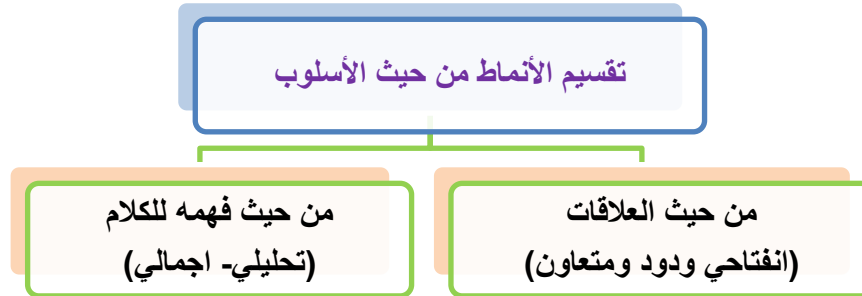 تقسيم الأنماط من حيث الأسلوب
من حيث العلاقات
(انفتاحي ودود ومتعاون)
من حيث فهمه للكلام
(تحليلي- اجمالي)